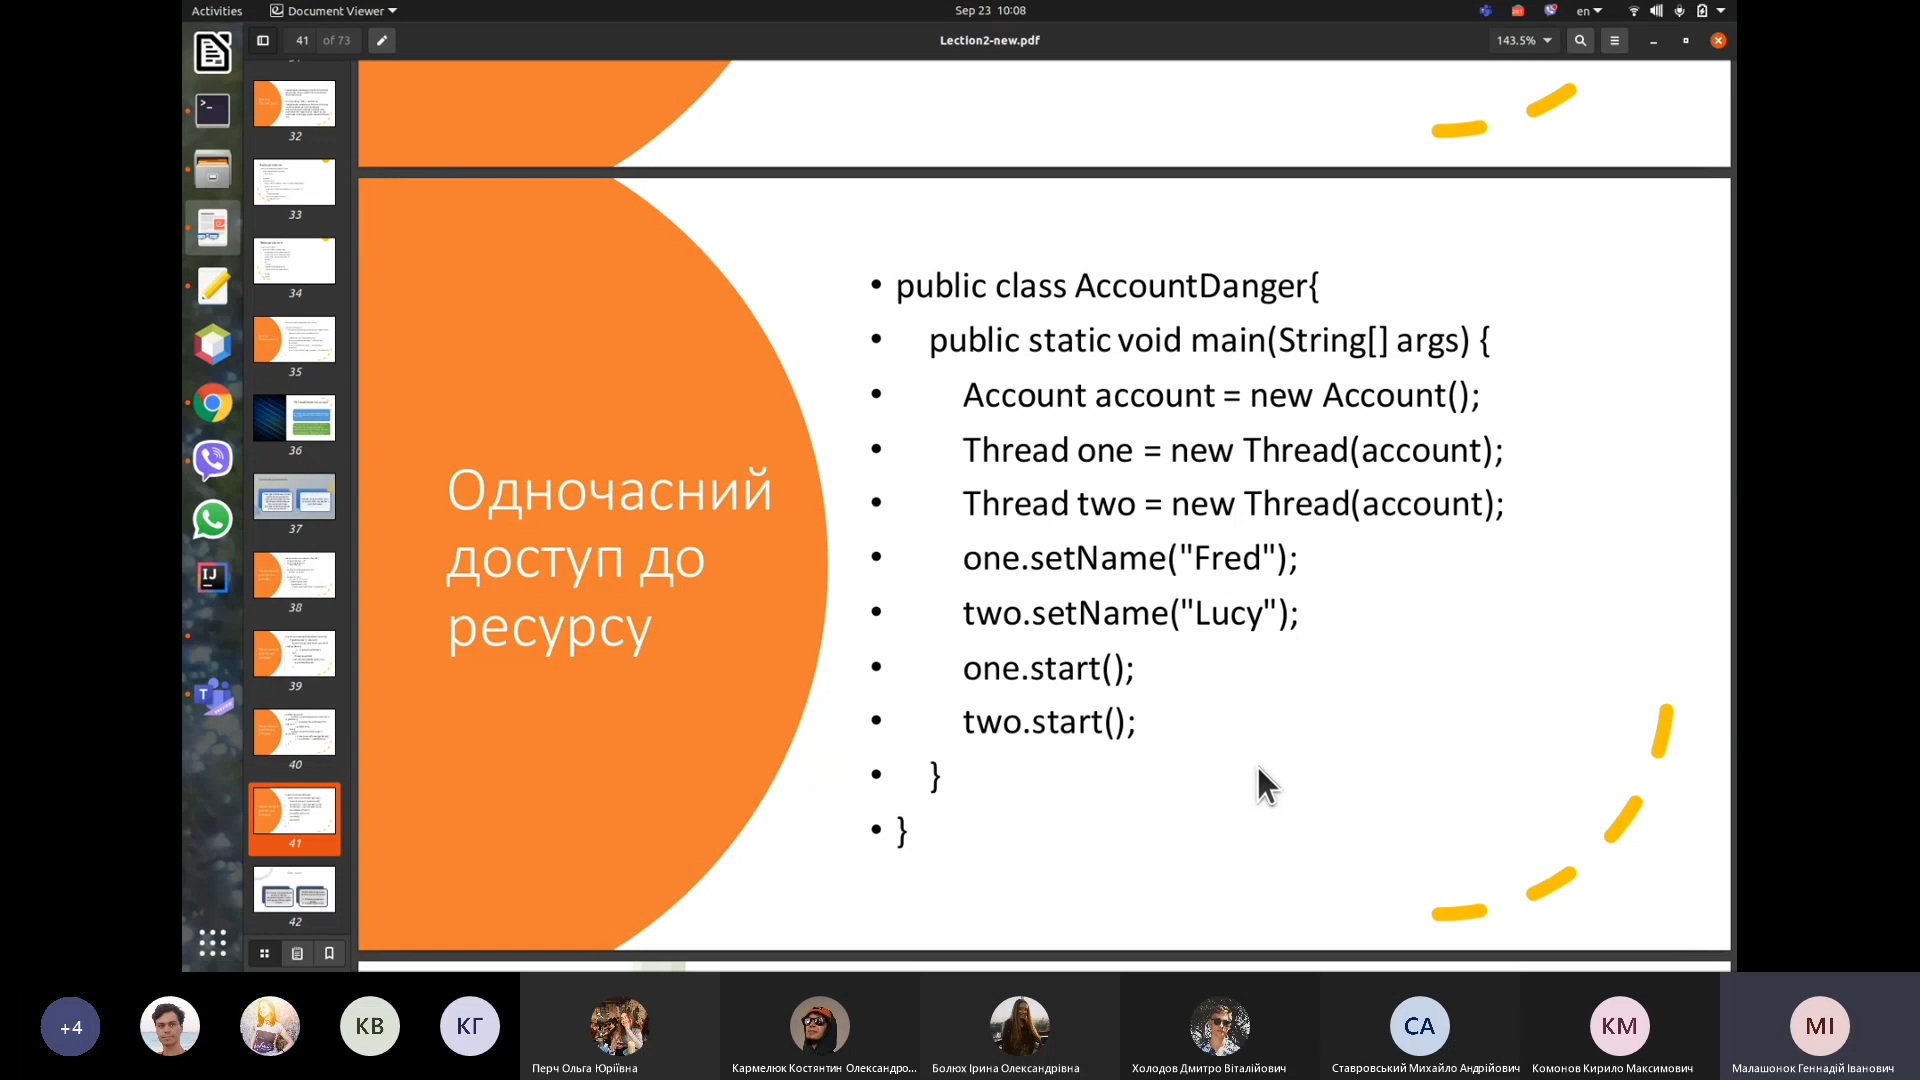 Activities
Document Viewer
Sep 23 10:08
en
41 of 73
Lection2-new.pdf
143.5%
32
33
34
35
36
37
38
39
40
41
42
Одночасний
доступ до
ресурсу
• public class AccountDanger{
• public static void main(String[] args) {
• Account account = new Account();
• Thread one = new Thread(account);
• Thread two = new Thread(account);
• one.setName("Fred");
• two.setName("Lucy");
• one.start();
• two.start();
• }
• }
+4
КВ
КГ
СА
КМ
МІ
Перч Ольга Юріївна
Кармелюк Костянтин Олександро...
Болюх Ірина Олександрівна
Холодов Дмитро Віталійович
Ставровський Михайло Андрійович
Комонов Кирило Максимович
Малашонок Геннадій Іванович